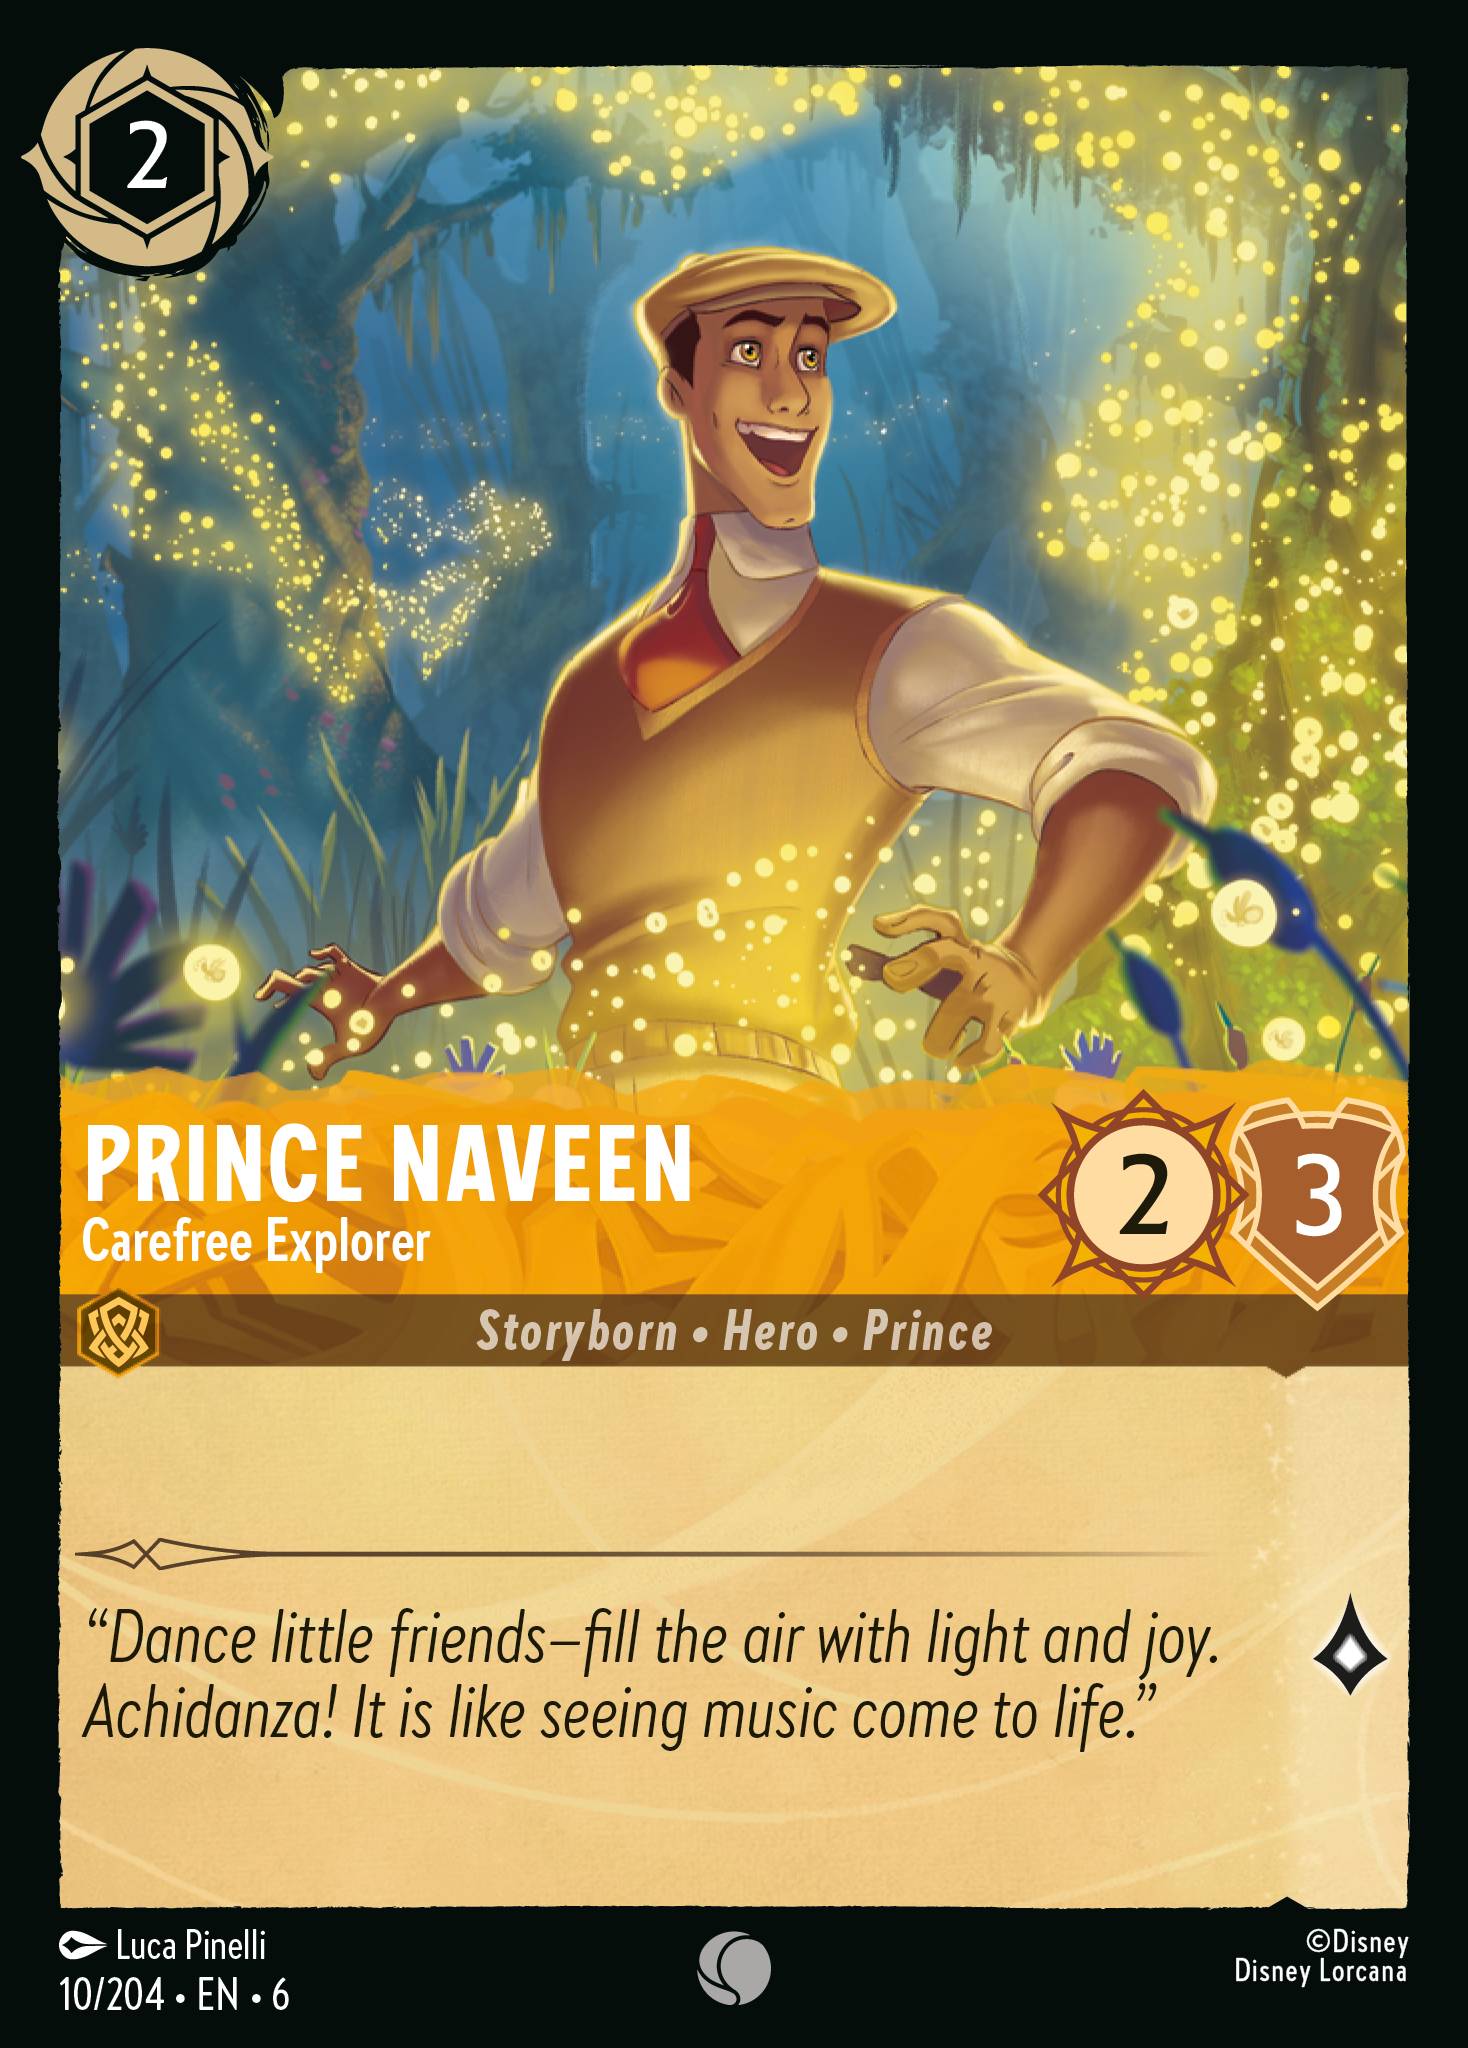 2
PRINCE NAVEEN
Carefree Explorer
2
3
Storyborn • Hero • Prince
“Dance little friends–fill the air with light and joy.
Achidanza! It is like seeing music come to life.”
Luca Pinelli
10/204 • EN • 6
©Disney
Disney Lorcana